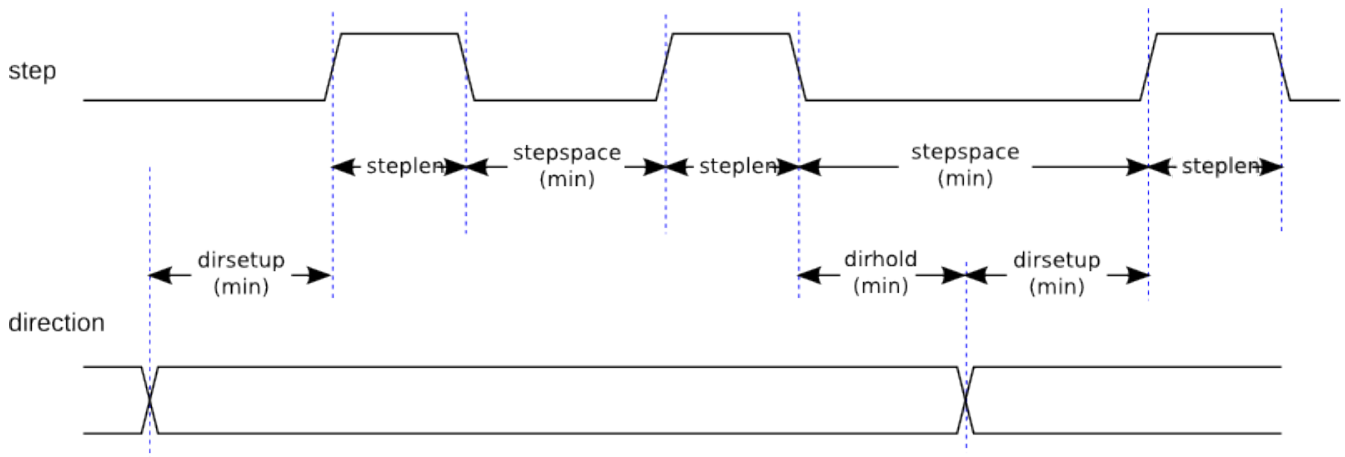 step
steplen
stepspace
(min)
steplen
stepspace
(min)
steplen
dirsetup
(min)
dirhold
(min)
dirsetup
(min)
direction